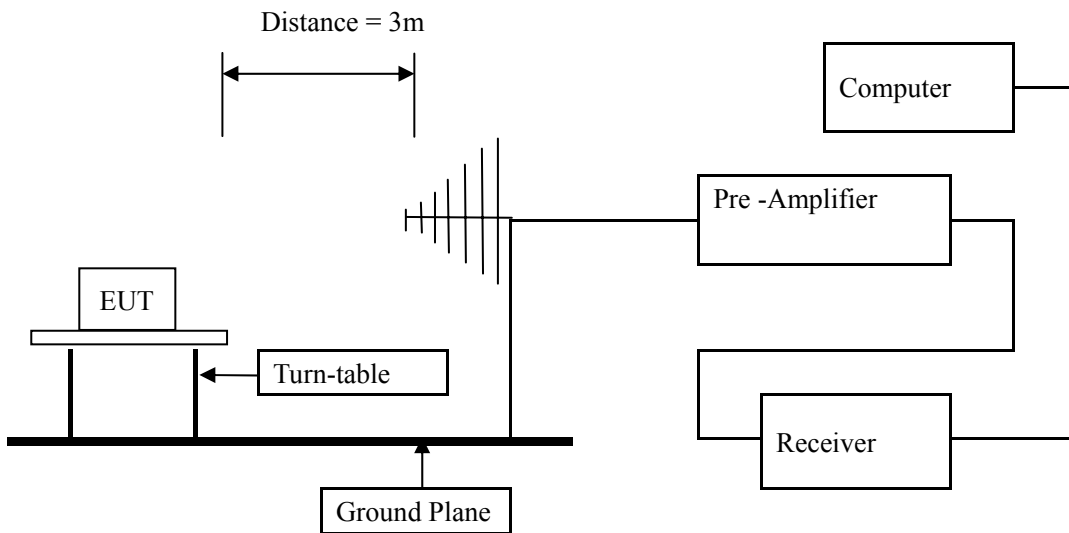 Distance = 3m
Computer
Pre -Amplifier
EUT
Turn-table
Receiver
Ground Plane